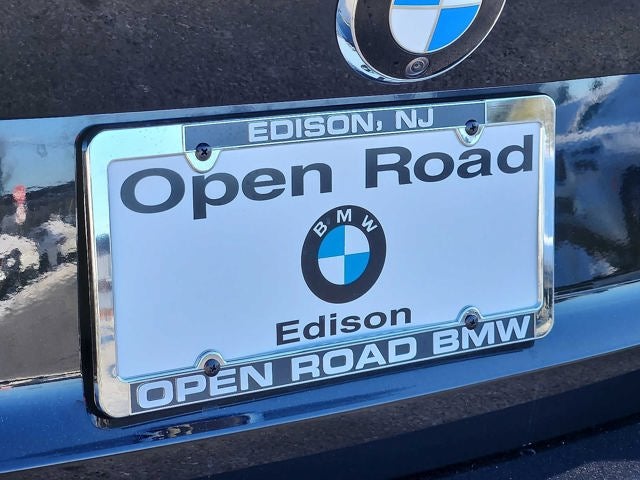 EDISON, NJ
Open Road
BMW
Edison
OPEN ROAD BMW